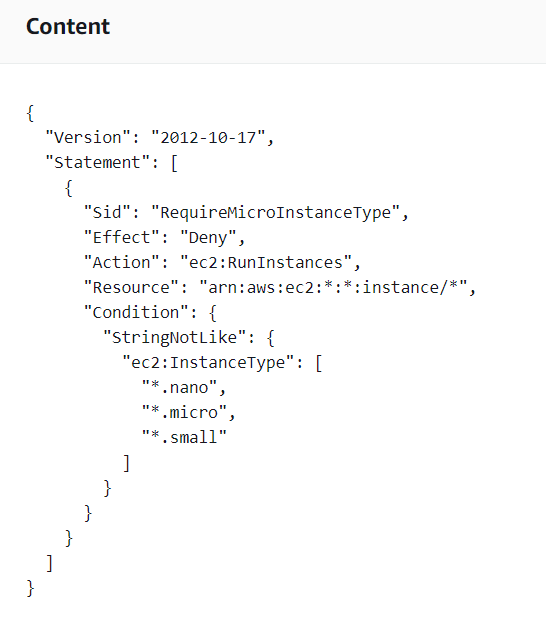 Content
{
  "Version": "2012-10-17",
  "Statement": [
    {
      "Sid": "RequireMicroInstanceType",
      "Effect": "Deny",
      "Action": "ec2:RunInstances",
      "Resource": "arn:aws:ec2:*:*:instance/*",
      "Condition": {
        "StringNotLike": {
          "ec2:InstanceType": [
            "*.nano",
            "*.micro",
            "*.small"
          ]
        }
      }
    }
  ]
}